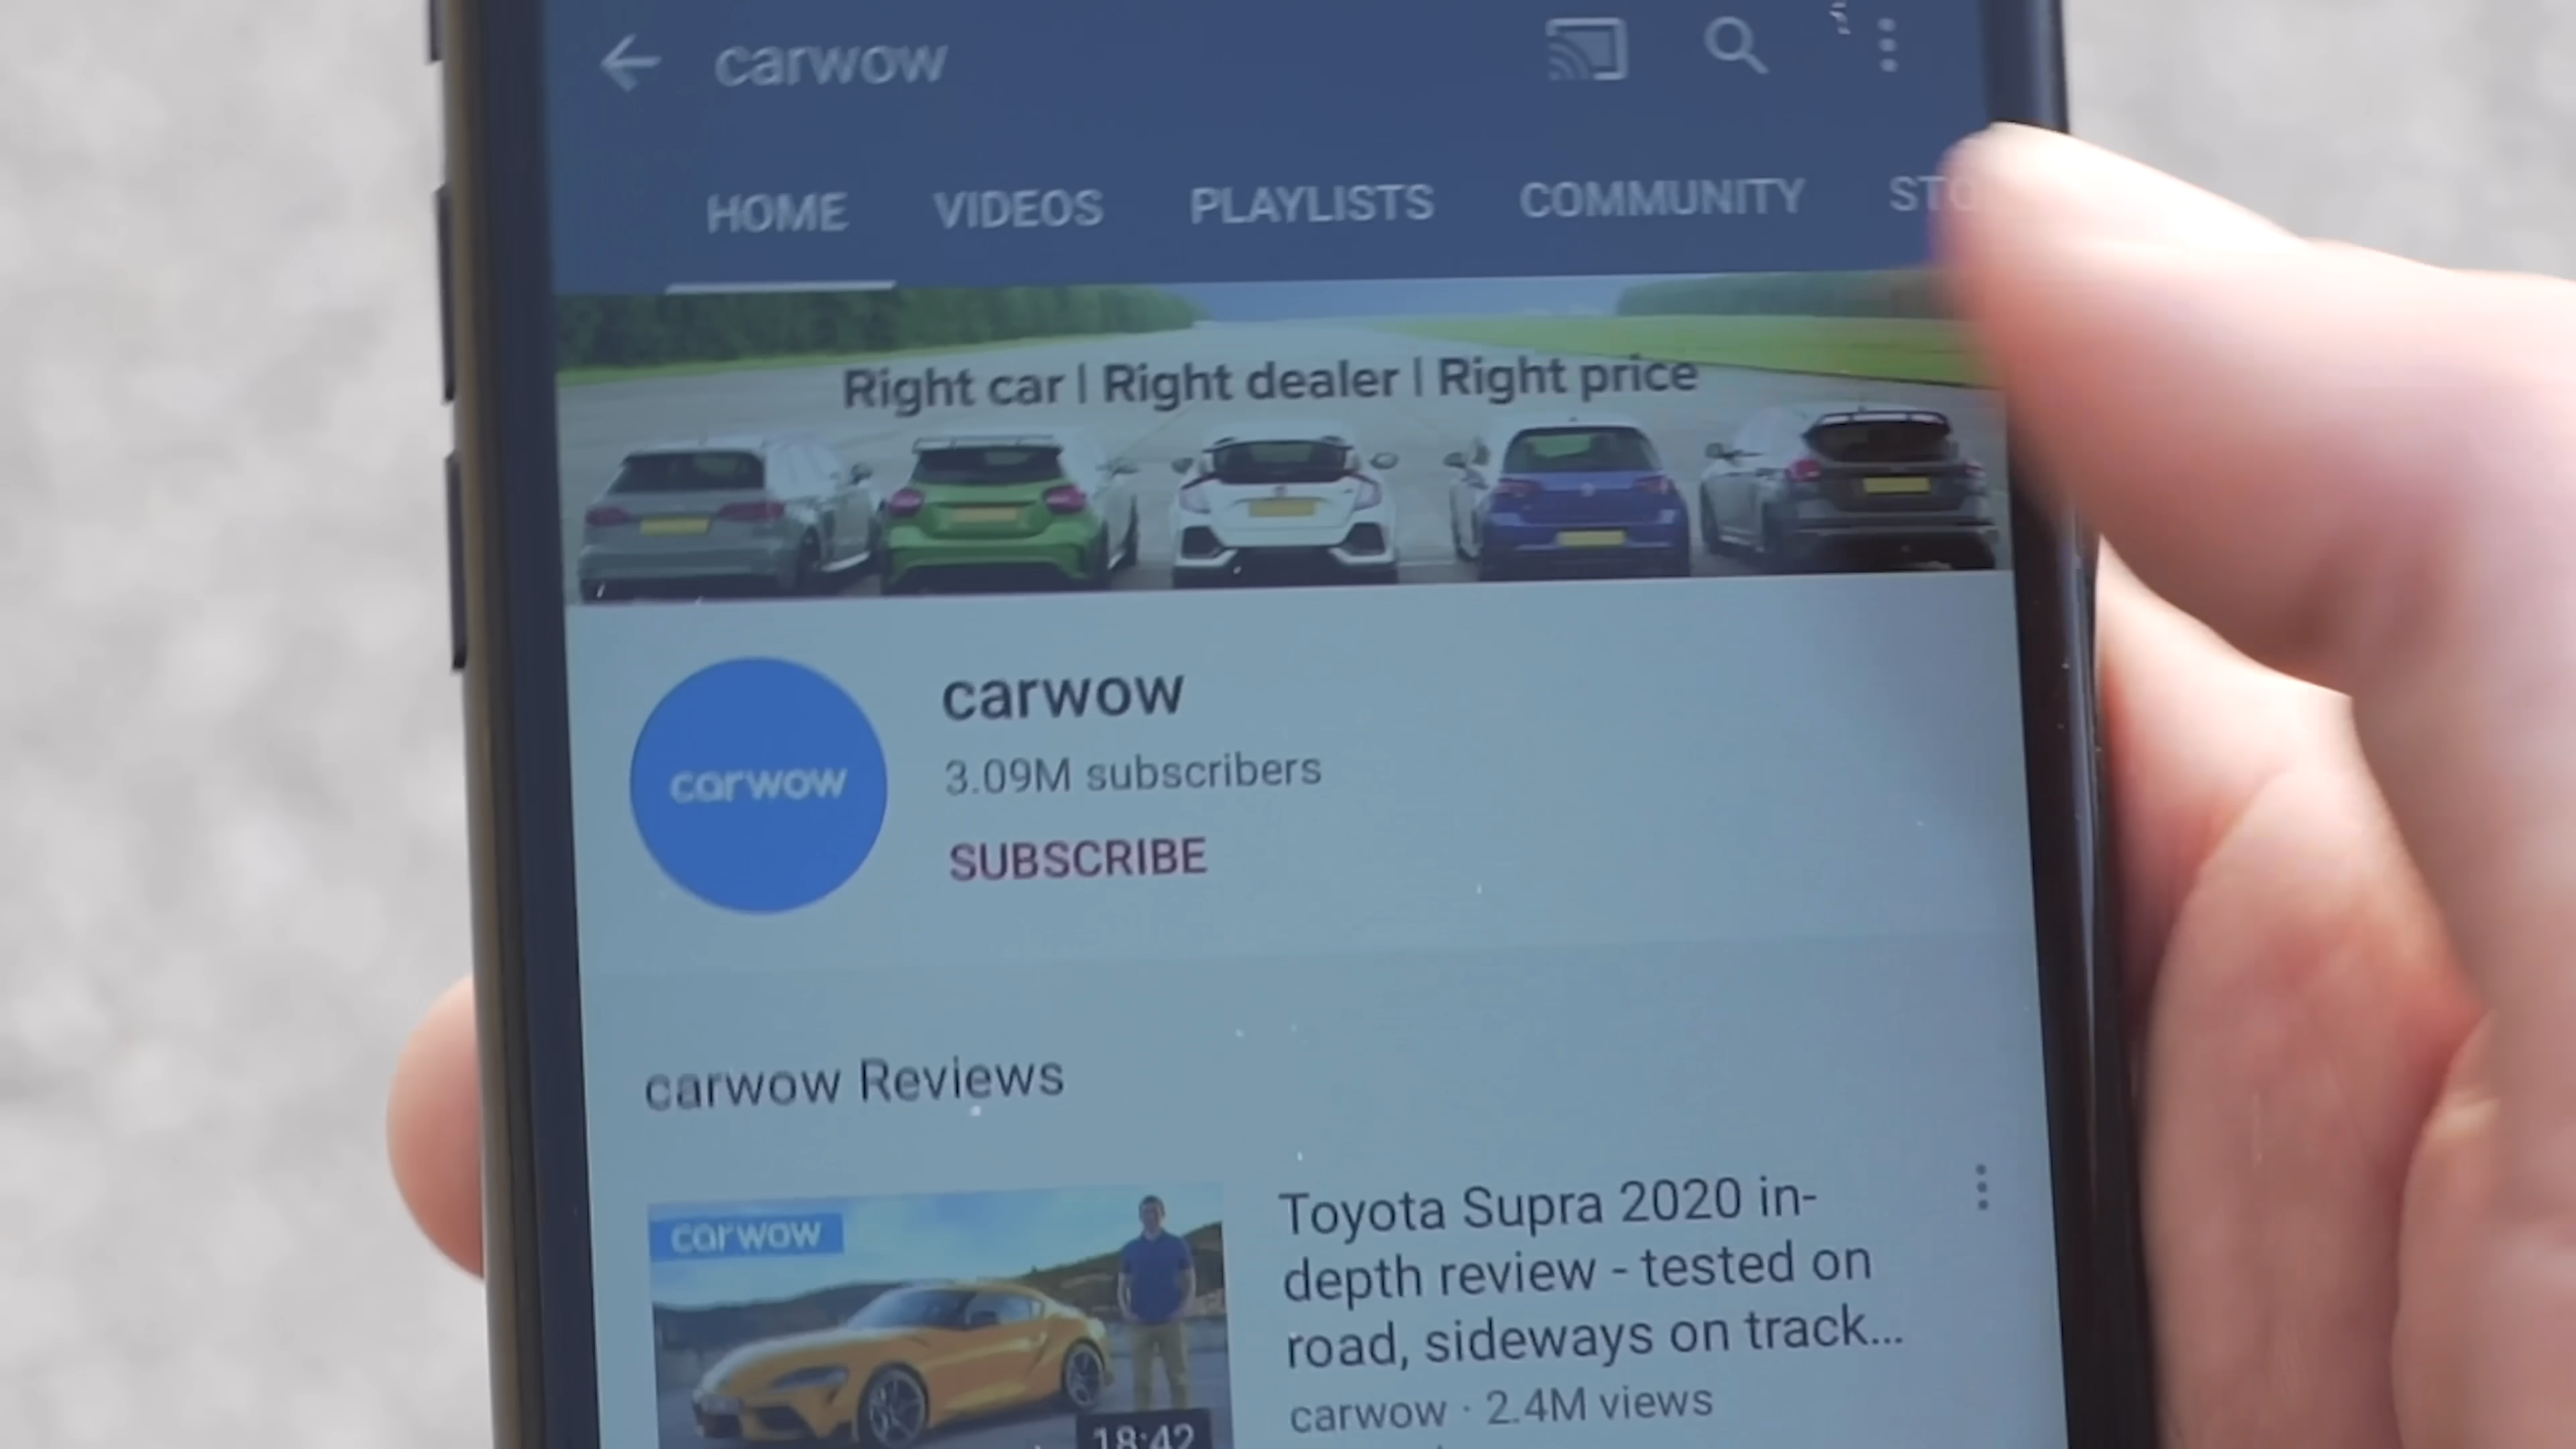 carwow
HOME VIDEOS PLAYLISTS COMMUNITY STO
Right car | Right dealer | Right price
carwow
carwow
3.09M subscribers
SUBSCRIBE
carwow Reviews
carwow
18:42
Toyota Supra 2020 in-
depth review - tested on
road, sideways on track...
carwow · 2.4M views